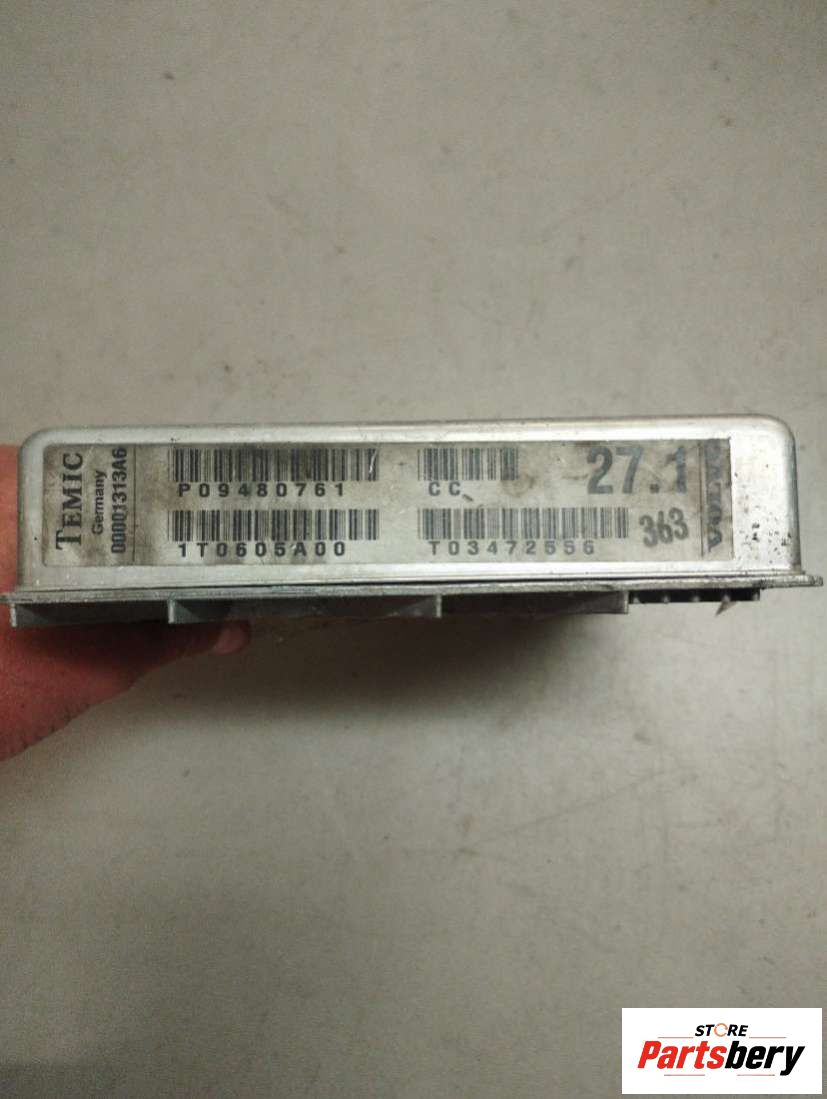 TEMIC
Germany
00001313A6
P09480761
CC
27.1
1T0605A00
T03472556
363
VOLVO
STORE
Partsbery